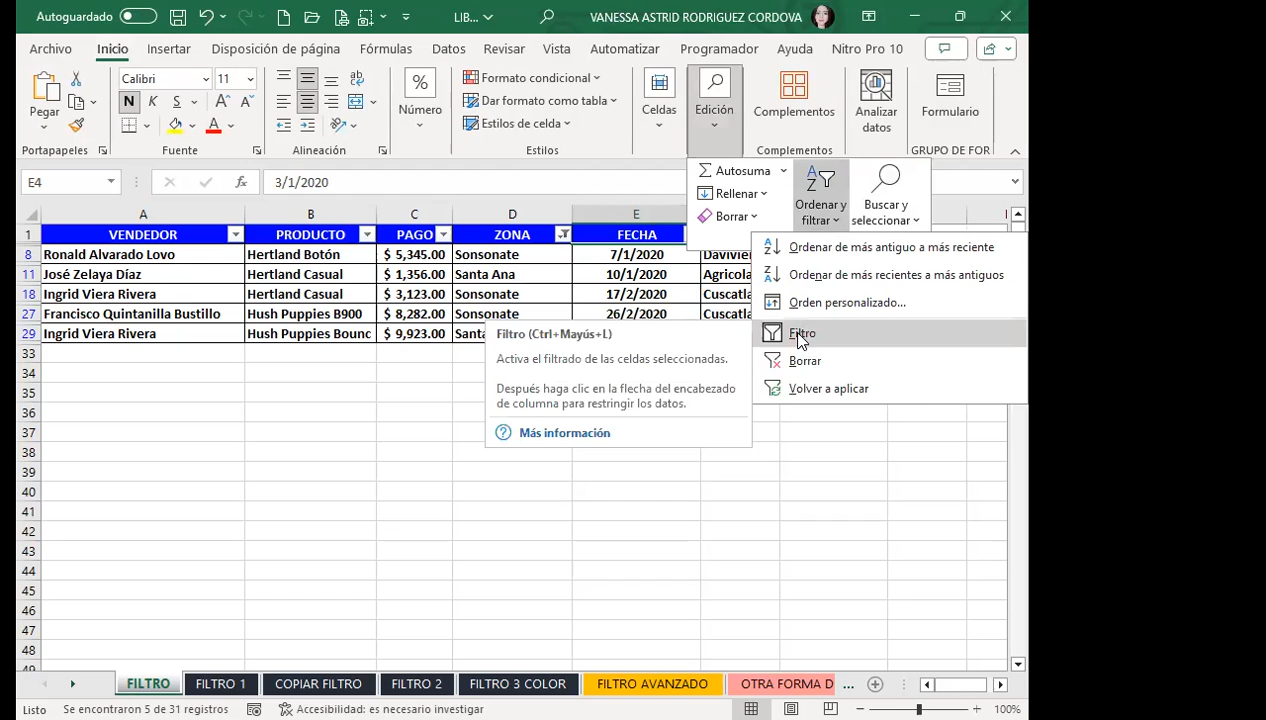 Autoguardado LIB... VANESSA ASTRID RODRIGUEZ CORDOVA
Archivo Inicio Insertar Disposición de página Fórmulas Datos Revisar Vista Automatizar Programador Ayuda Nitro Pro 10
Pegar
Calibri 11
N K S
Número
Formato condicional
Dar formato como tabla
Estilos de celda
Celdas
Edición
Complementos
Analizar
datos
Formulario
Portapapeles Fuente Alineación Estilos Complementos GRUPO DE FOR
Autosuma
Rellenar
Borrar
Ordenar y
filtrar
Buscar y
seleccionar
E4 3/1/2020
A B C D E
1 VENDEDOR PRODUCTO PAGO ZONA FECHA
8 Ronald Alvarado Lovo Hertland Botón $ 5,345.00 Sonsonate 7/1/2020 Davivien
11 José Zelaya Díaz Hertland Casual $ 1,356.00 Santa Ana 10/1/2020 Agricola
18 Ingrid Viera Rivera Hertland Casual $ 3,123.00 Sonsonate 17/2/2020 Cuscatla
27 Francisco Quintanilla Bustillo Hush Puppies B900 $ 8,282.00 Sonsonate 26/2/2020 Cuscatla
29 Ingrid Viera Rivera Hush Puppies Bounc $ 9,923.00 Santa
33
34
35
36
37
38
39
40
41
42
43
44
45
46
47
48
49
Ordenar de más antiguo a más reciente
Ordenar de más recientes a más antiguos
Orden personalizado...
Filtro
Borrar
Volver a aplicar
Filtro (Ctrl+Mayús+L)
Activa el filtrado de las celdas seleccionadas.
Después haga clic en la flecha del encabezado
de columna para restringir los datos.
Más información
FILTRO FILTRO 1 COPIAR FILTRO FILTRO 2 FILTRO 3 COLOR FILTRO AVANZADO OTRA FORMA D ...
Listo Se encontraron 5 de 31 registros Accesibilidad: es necesario investigar 100%